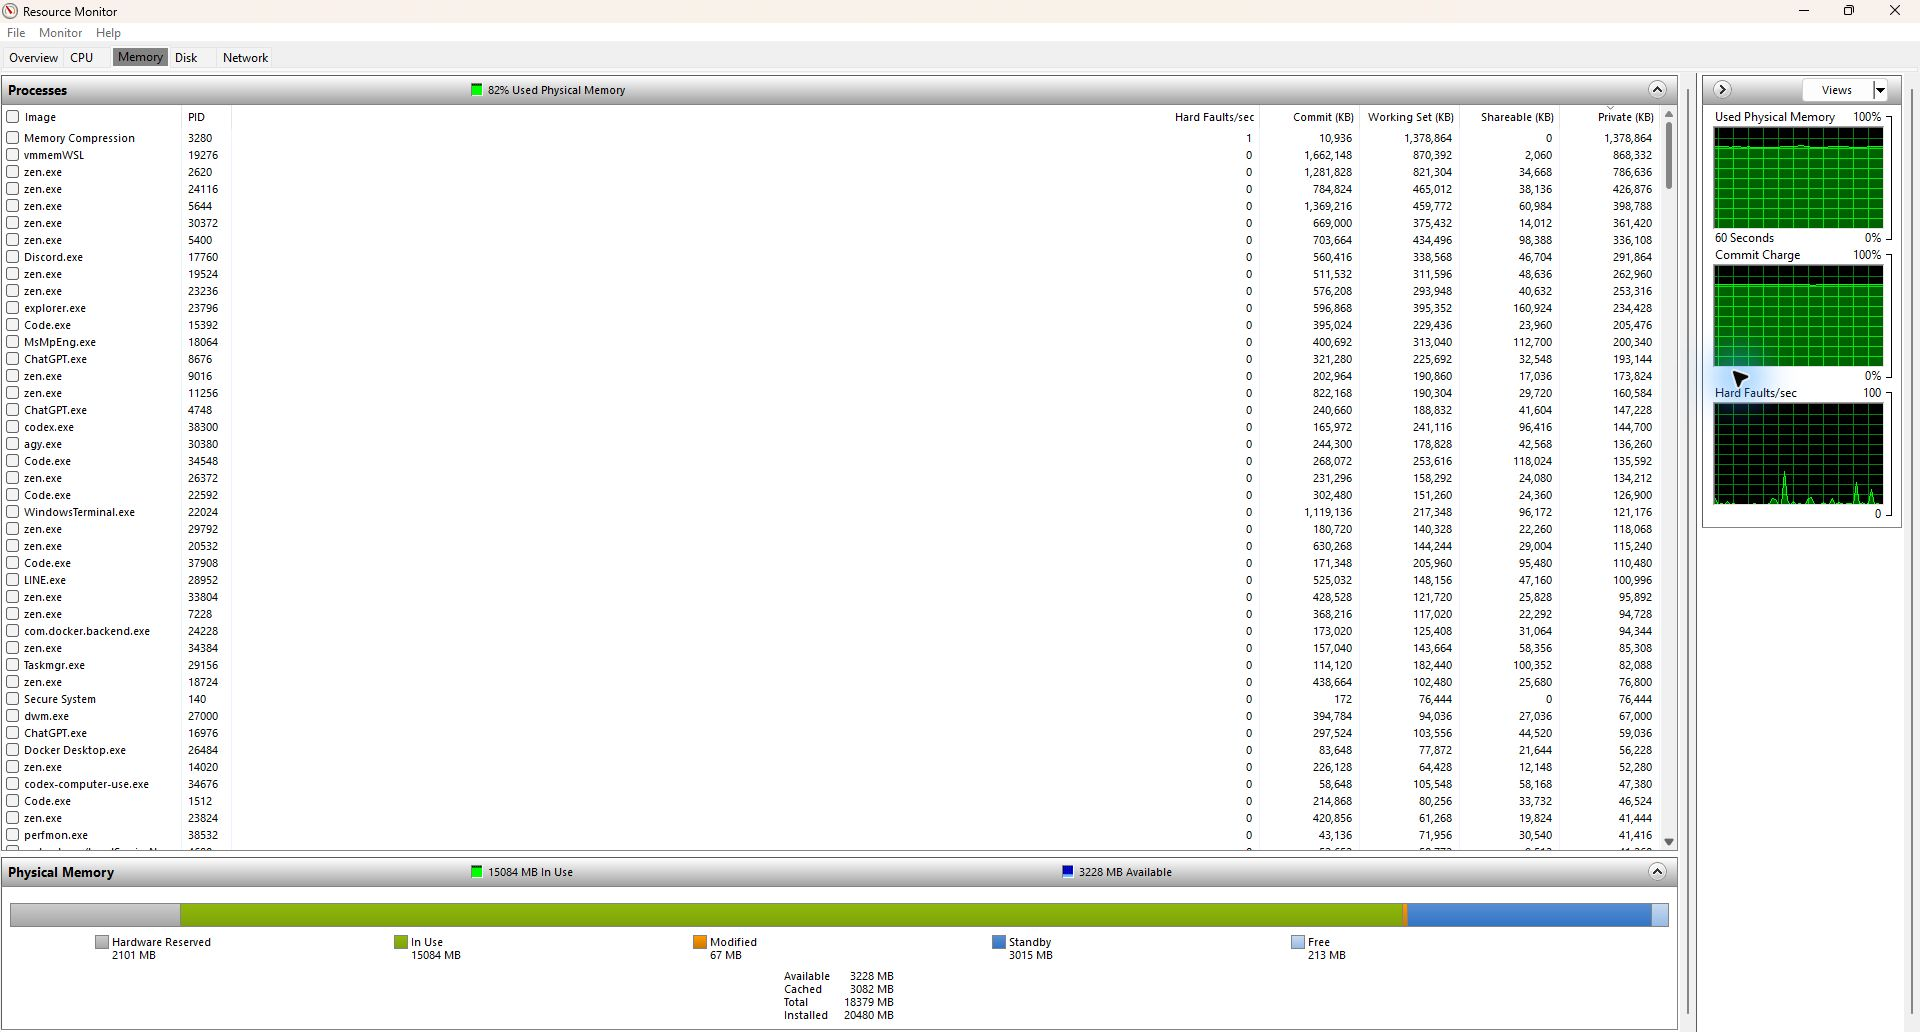 Resource Monitor
File Monitor Help
Overview CPU Memory Disk Network
Processes 82% Used Physical Memory
Image PID Hard Faults/sec Commit (KB) Working Set (KB) Shareable (KB) Private (KB)
Memory Compression 3280 1 10,936 1,378,864 0 1,378,864
vmmemWSL 19276 0 1,662,148 870,392 2,060 868,332
zen.exe 2620 0 1,281,828 821,304 34,668 786,636
zen.exe 24116 0 784,824 465,012 38,136 426,876
zen.exe 5644 0 1,369,216 459,772 60,984 398,788
zen.exe 30372 0 669,000 375,432 14,012 361,420
zen.exe 5400 0 703,664 434,496 98,388 336,108
Discord.exe 17760 0 560,416 338,568 46,704 291,864
zen.exe 19524 0 511,532 311,596 48,636 262,960
zen.exe 23236 0 576,208 293,948 40,632 253,316
explorer.exe 23796 0 596,868 395,352 160,924 234,428
Code.exe 15392 0 395,024 229,436 23,960 205,476
MsMpEng.exe 18064 0 400,692 313,040 112,700 200,340
ChatGPT.exe 8676 0 321,280 225,692 32,548 193,144
zen.exe 9016 0 202,964 190,860 17,036 173,824
zen.exe 11256 0 822,168 190,304 29,720 160,584
ChatGPT.exe 4748 0 240,660 188,832 41,604 147,228
codex.exe 38300 0 165,972 241,116 96,416 144,700
agy.exe 30380 0 244,300 178,828 42,568 136,260
Code.exe 34548 0 268,072 253,616 118,024 135,592
zen.exe 26372 0 231,296 158,292 24,080 134,212
Code.exe 22592 0 302,480 151,260 24,360 126,900
WindowsTerminal.exe 22024 0 1,119,136 217,348 96,172 121,176
zen.exe 29792 0 180,720 140,328 22,260 118,068
zen.exe 20532 0 630,268 144,244 29,004 115,240
Code.exe 37908 0 171,348 205,960 95,480 110,480
LINE.exe 28952 0 525,032 148,156 47,160 100,996
zen.exe 33804 0 428,528 121,720 25,828 95,892
zen.exe 7228 0 368,216 117,020 22,292 94,728
com.docker.backend.exe 24228 0 173,020 125,408 31,064 94,344
zen.exe 34384 0 157,040 143,664 58,356 85,308
Taskmgr.exe 29156 0 114,120 182,440 100,352 82,088
zen.exe 18724 0 438,664 102,480 25,680 76,800
Secure System 140 0 172 76,444 0 76,444
dwm.exe 27000 0 394,784 94,036 27,036 67,000
ChatGPT.exe 16976 0 297,524 103,556 44,520 59,036
Docker Desktop.exe 26484 0 83,648 77,872 21,644 56,228
zen.exe 14020 0 226,128 64,428 12,148 52,280
codex-computer-use.exe 34676 0 58,648 105,548 58,168 47,380
Code.exe 1512 0 214,868 80,256 33,732 46,524
zen.exe 23824 0 420,856 61,268 19,824 41,444
perfmon.exe 38532 0 43,136 71,956 30,540 41,416
Physical Memory 15084 MB In Use 3228 MB Available
Hardware Reserved In Use Modified Standby Free
2101 MB 15084 MB 67 MB 3015 MB 213 MB
Available 3228 MB
Cached 3082 MB
Total 18379 MB
Installed 20480 MB
Views
Used Physical Memory 100%
60 Seconds 0%
Commit Charge 100%
0%
Hard Faults/sec 100
0